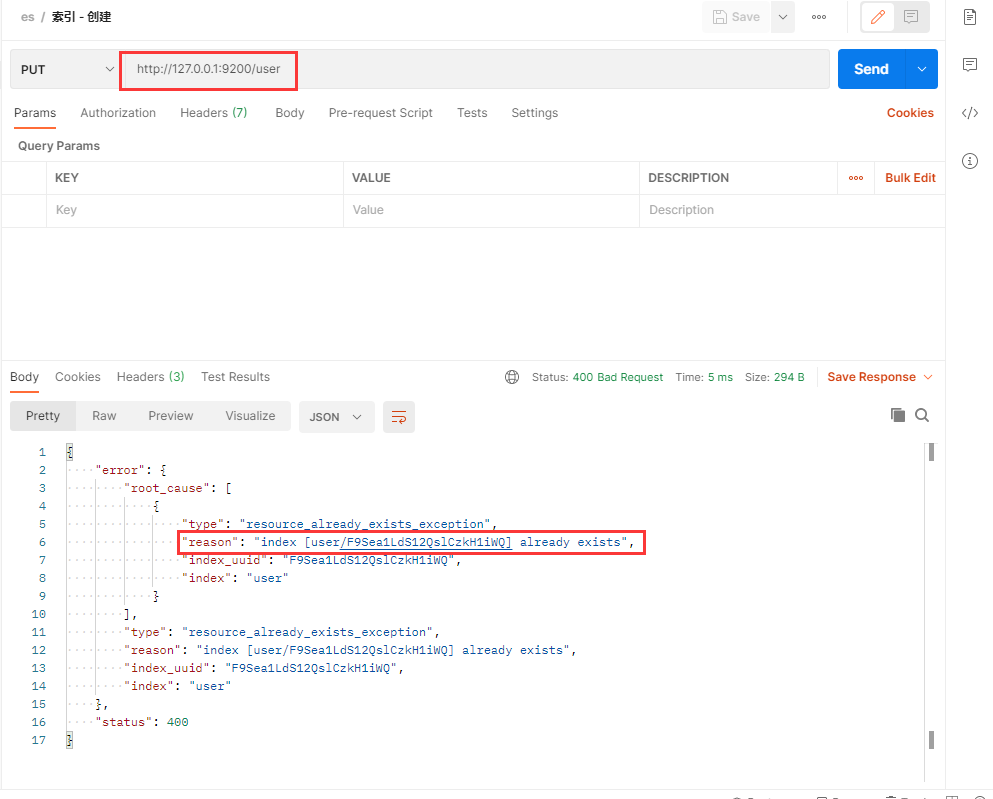 es / 索引 - 创建
Save
PUT http://127.0.0.1:9200/user Send
Params Authorization Headers (7) Body Pre-request Script Tests Settings Cookies
Query Params
KEY VALUE DESCRIPTION Bulk Edit
Key Value Description
Body Cookies Headers (3) Test Results Status: 400 Bad Request Time: 5 ms Size: 294 B Save Response
Pretty Raw Preview Visualize JSON
1 {
2 "error": {
3 "root_cause": [
4 {
5 "type": "resource_already_exists_exception",
6 "reason": "index [user/F9Sea1LdS12QslCzkH1iWQ] already exists",
7 "index_uuid": "F9Sea1LdS12QslCzkH1iWQ",
8 "index": "user"
9 }
10 ],
11 "type": "resource_already_exists_exception",
12 "reason": "index [user/F9Sea1LdS12QslCzkH1iWQ] already exists",
13 "index_uuid": "F9Sea1LdS12QslCzkH1iWQ",
14 "index": "user"
15 },
16 "status": 400
17 }